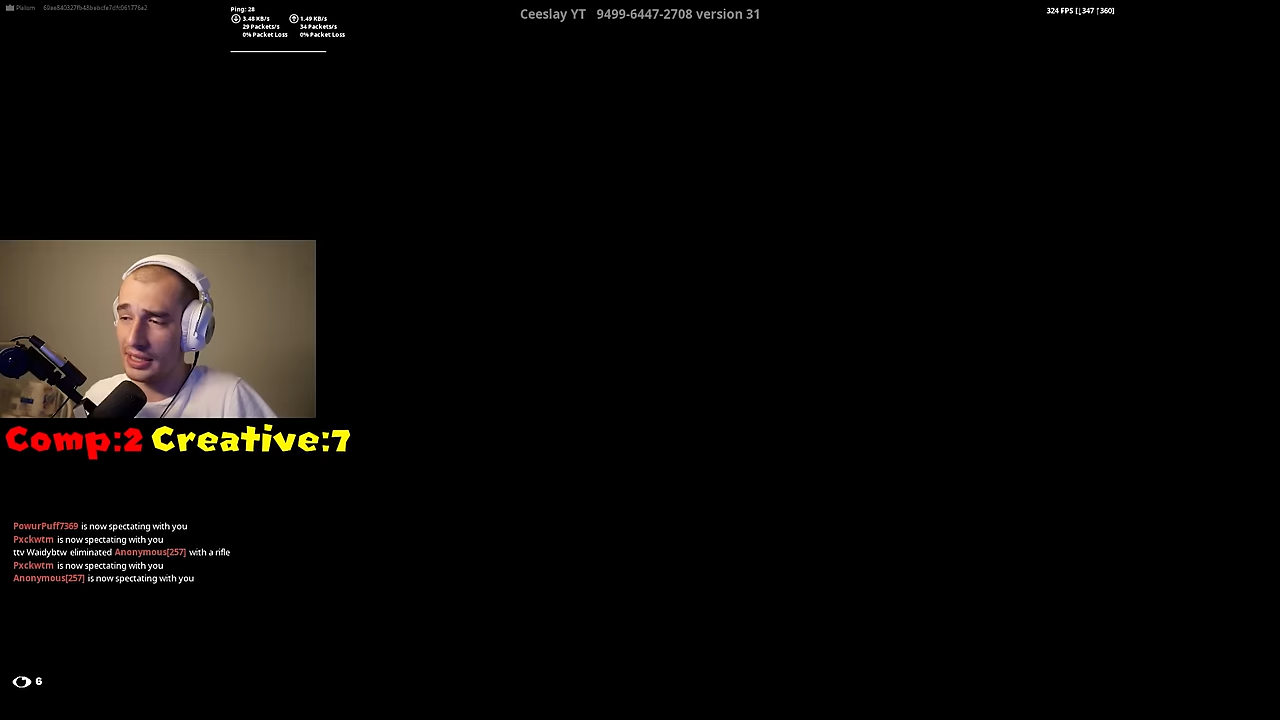 Plalom
Ping: 28
3.48 KB/s 1.49 KB/s
29 Packets/s 34 Packets/s
0% Packet Loss 0% Packet Loss
Ceeslay YT 9499-6447-2708 version 31
324 FPS [↓347 ↑360]
Comp:2 Creative:7
PowurPuff7369 is now spectating with you
Pxckwtm is now spectating with you
ttv Waidybtw eliminated Anonymous[257] with a rifle
Pxckwtm is now spectating with you
Anonymous[257] is now spectating with you
6